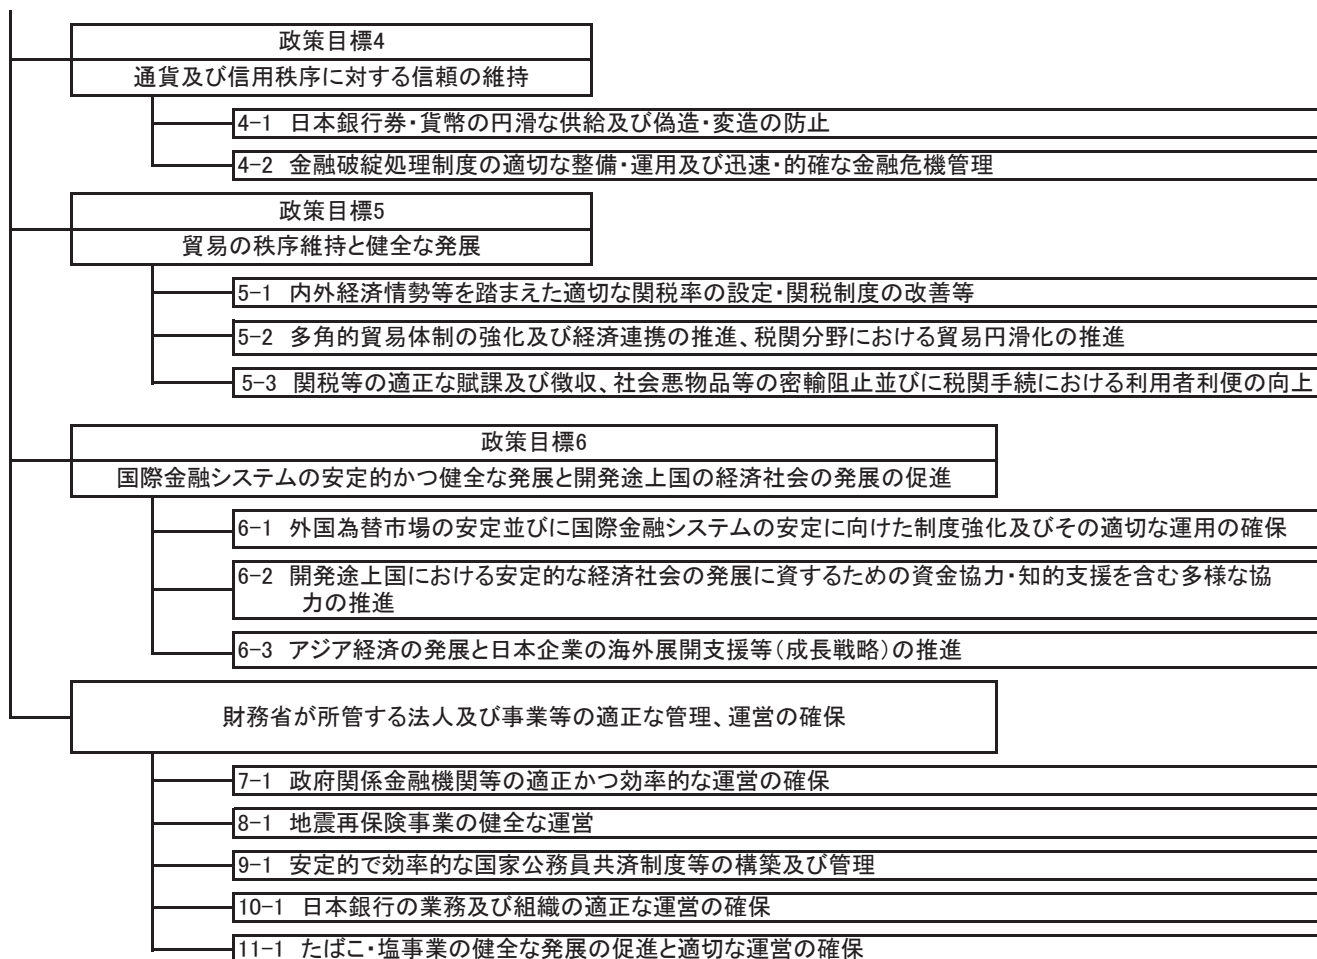 政策目標4
通貨及び信用秩序に対する信頼の維持
4-1 日本銀行券・貨幣の円滑な供給及び偽造・変造の防止
4-2 金融破綻処理制度の適切な整備・運用及び迅速・的確な金融危機管理
政策目標5
貿易の秩序維持と健全な発展
5-1 内外経済情勢等を踏まえた適切な関税率の設定・関税制度の改善等
5-2 多角的貿易体制の強化及び経済連携の推進、税関分野における貿易円滑化の推進
5-3 関税等の適正な賦課及び徴収、社会悪物品等の密輸阻止並びに税関手続における利用者利便の向上
政策目標6
国際金融システムの安定的かつ健全な発展と開発途上国の経済社会の発展の促進
6-1 外国為替市場の安定並びに国際金融システムの安定に向けた制度強化及びその適切な運用の確保
6-2 開発途上国における安定的な経済社会の発展に資するための資金協力・知的支援を含む多様な協
力の推進
6-3 アジア経済の発展と日本企業の海外展開支援等（成長戦略）の推進
財務省が所管する法人及び事業等の適正な管理、運営の確保
7-1 政府関係金融機関等の適正かつ効率的な運営の確保
8-1 地震再保険事業の健全な運営
9-1 安定的で効率的な国家公務員共済制度等の構築及び管理
10-1 日本銀行の業務及び組織の適正な運営の確保
11-1 たばこ・塩事業の健全な発展の促進と適切な運営の確保